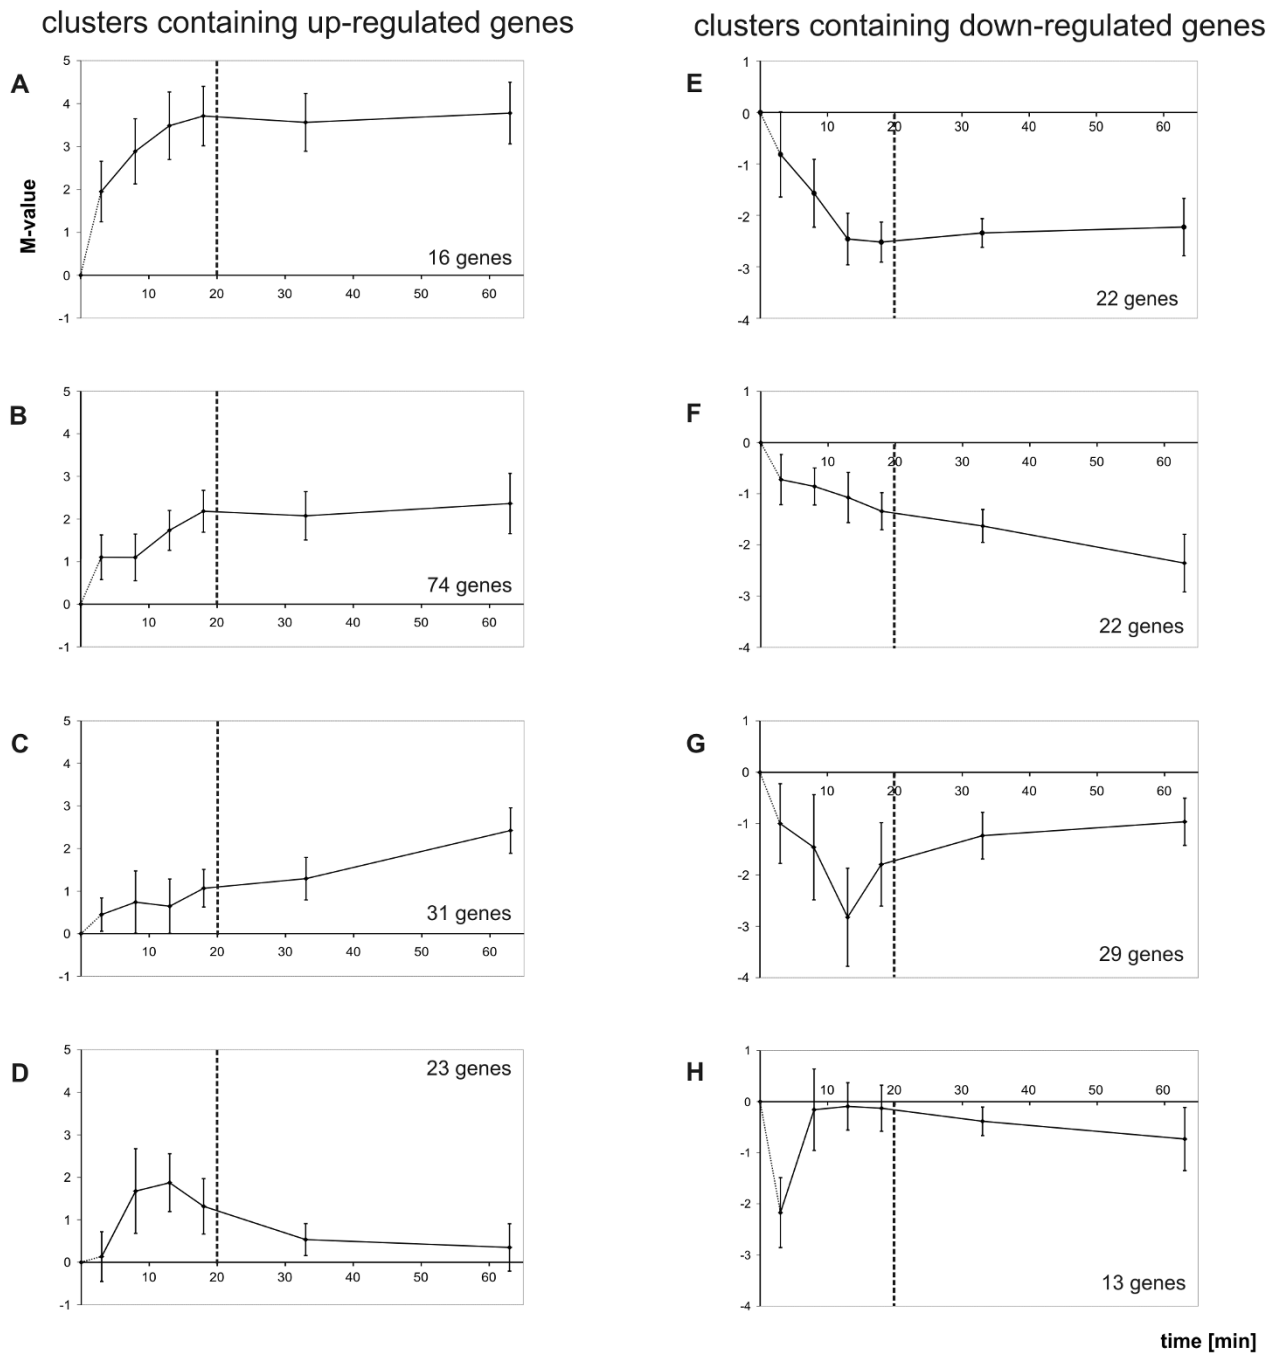 clusters containing up-regulated genes
clusters containing down-regulated genes
A
M-value
5
4
3
2
1
0
-1
10 20 30 40 50 60
16 genes
E
1
0
-1
-2
-3
-4
10 20 30 40 50 60
22 genes
B
5
4
3
2
1
0
-1
10 20 30 40 50 60
74 genes
F
1
0
-1
-2
-3
-4
10 20 30 40 50 60
22 genes
C
5
4
3
2
1
0
-1
10 20 30 40 50 60
31 genes
G
1
0
-1
-2
-3
-4
10 20 30 40 50 60
29 genes
D
5
4
3
2
1
0
-1
10 20 30 40 50 60
23 genes
H
1
0
-1
-2
-3
-4
10 20 30 40 50 60
13 genes
time [min]